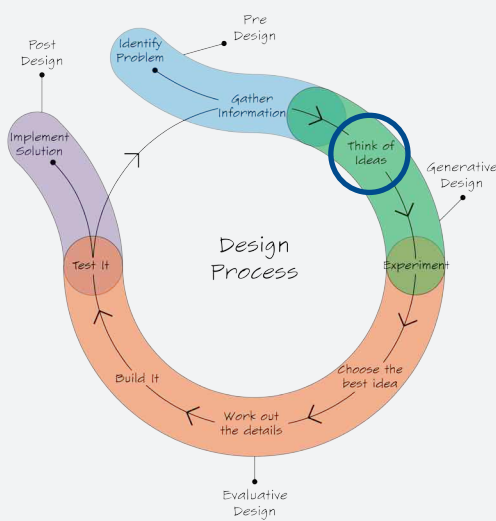 Pre
Design
Post
Design
Identify
Problem
Gather
Information
Implement
Solution
Think of
Ideas
Generative
Design
Design
Process
Test It
Experiment
Choose the
best idea
Build It
Work out
the details
Evaluative
Design